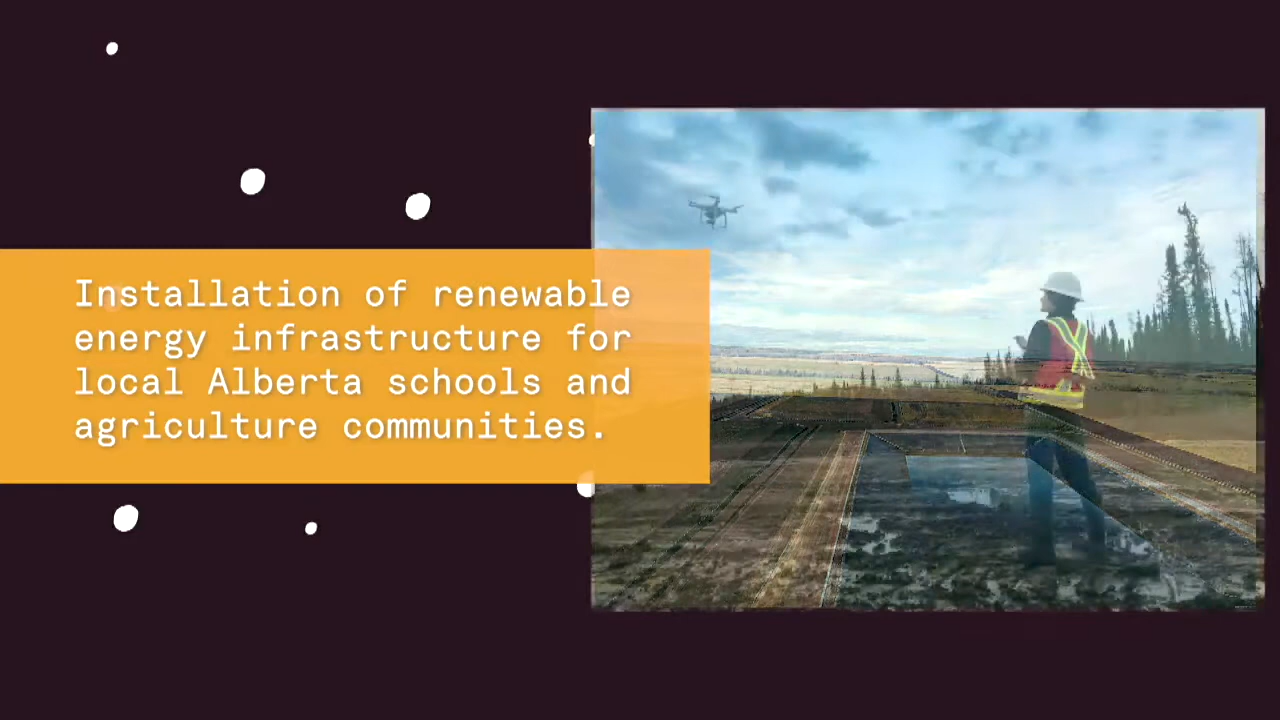 Installation of renewable
energy infrastructure for
local Alberta schools and
agriculture communities.